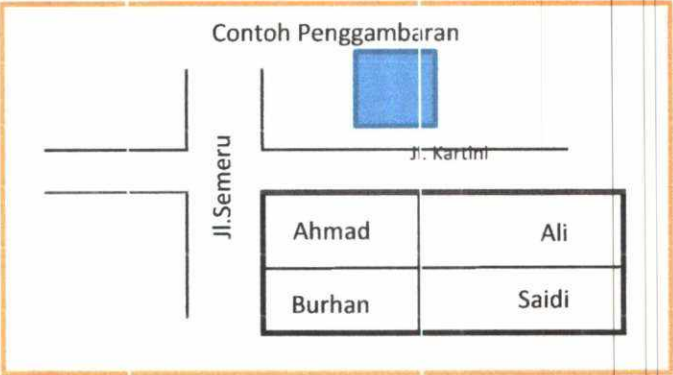 Contoh Penggambaran
Jl. Kartini
Jl.Semeru
Ahmad
Ali
Burhan
Saidi